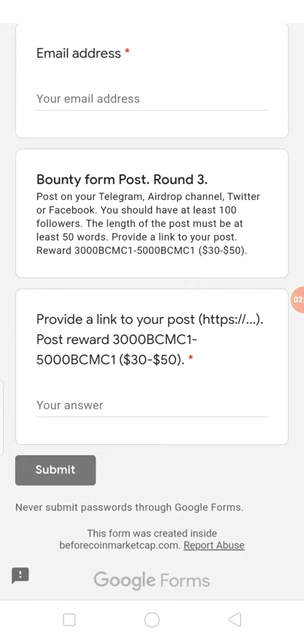 Email address *
Your email address
Bounty form Post. Round 3.
Post on your Telegram, Airdrop channel, Twitter
or Facebook. You should have at least 100
followers. The length of the post must be at
least 50 words. Provide a link to your post.
Reward 3000BCMC1-5000BCMC1 ($30-$50).
02
Provide a link to your post (https://...).
Post reward 3000BCMC1-
5000BCMC1 ($30-$50). *
Your answer
Submit
Never submit passwords through Google Forms.
This form was created inside
beforecoinmarketcap.com. Report Abuse
Google Forms